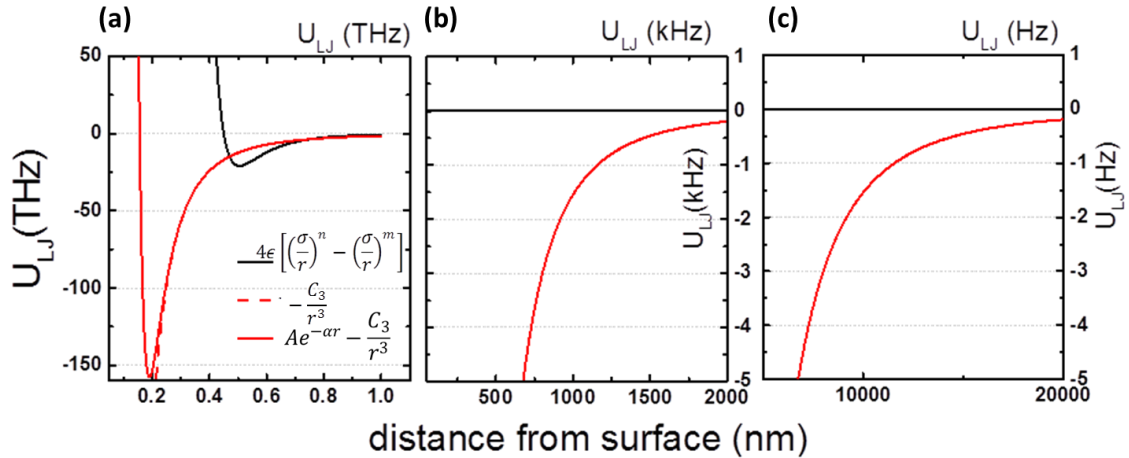 (a)
U_LJ (THz)
50
0
-50
-100
-150
U_LJ(THz)
4ϵ[(σ/r)^n − (σ/r)^m]
− C_3/r^3
Ae^{−αr} − C_3/r^3
0.2 0.4 0.6 0.8 1.0
(b)
U_LJ (kHz)
1
0
-1
-2
-3
-4
-5
U_LJ(kHz)
500 1000 1500 2000
(c)
U_LJ (Hz)
1
0
-1
-2
-3
-4
-5
U_LJ(Hz)
10000 20000
distance from surface (nm)